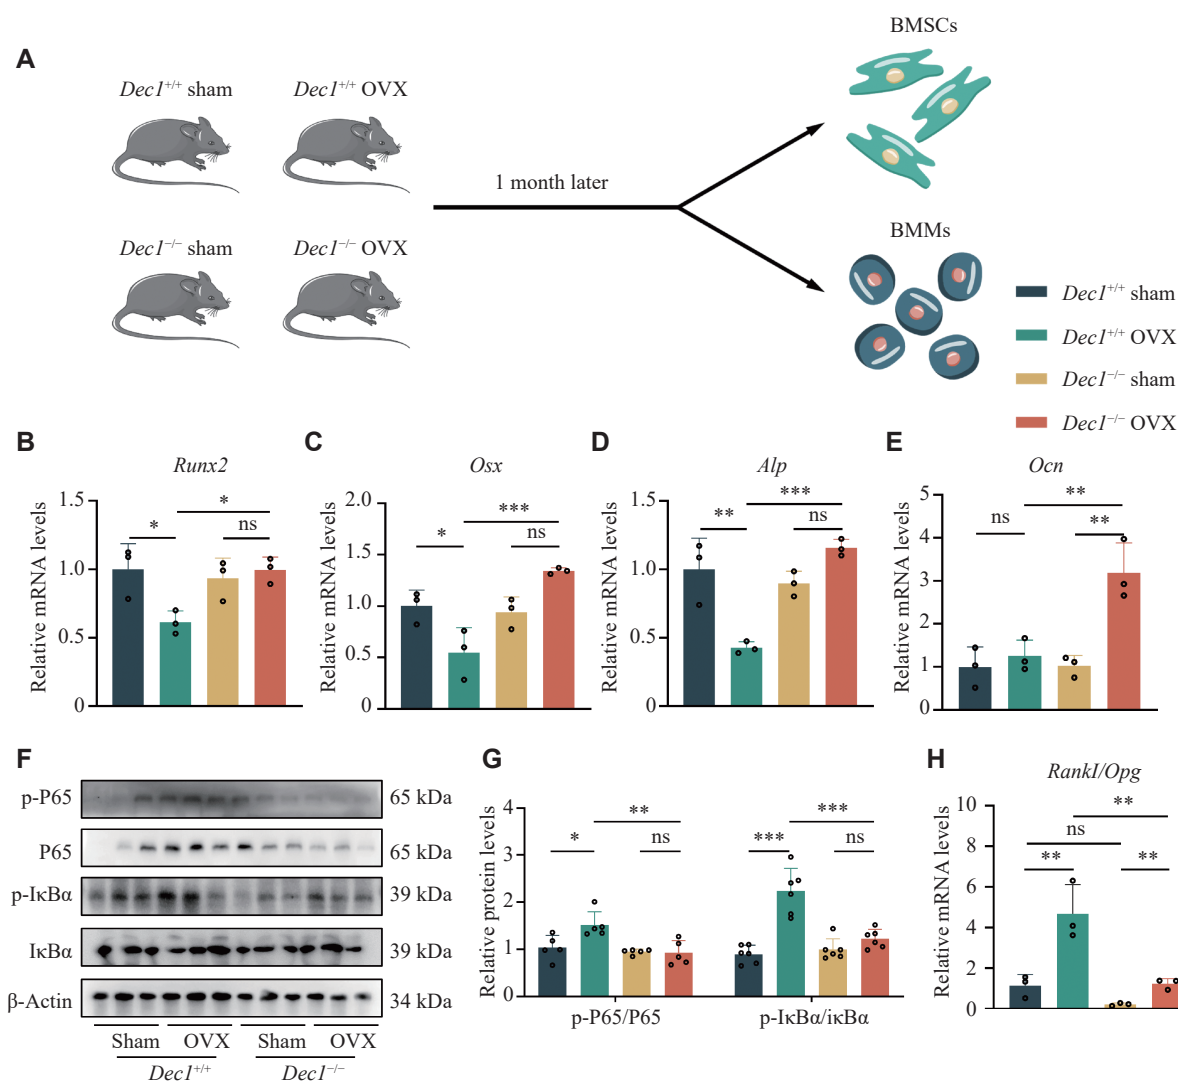 A
Dec1+/+ sham
Dec1+/+ OVX
Dec1−/− sham
Dec1−/− OVX
1 month later
BMSCs
BMMs
Dec1+/+ sham
Dec1+/+ OVX
Dec1−/− sham
Dec1−/− OVX
B
Runx2
Relative mRNA levels
1.5
1.0
0.5
0
*
*
ns
C
Osx
Relative mRNA levels
2.0
1.5
1.0
0.5
0
*
***
ns
D
Alp
Relative mRNA levels
1.5
1.0
0.5
0
**
***
ns
E
Ocn
Relative mRNA levels
5
4
3
2
1
0
ns
**
**
F
p-P65 65 kDa
P65 65 kDa
p-IκBα 39 kDa
IκBα 39 kDa
β-Actin 34 kDa
Sham OVX Sham OVX
Dec1+/+ Dec1−/−
G
Relative protein levels
4
3
2
1
0
*
**
ns
***
***
ns
p-P65/P65
p-IκBα/iκBα
H
RankI/Opg
Relative mRNA levels
10
8
6
4
2
0
**
ns
**
**